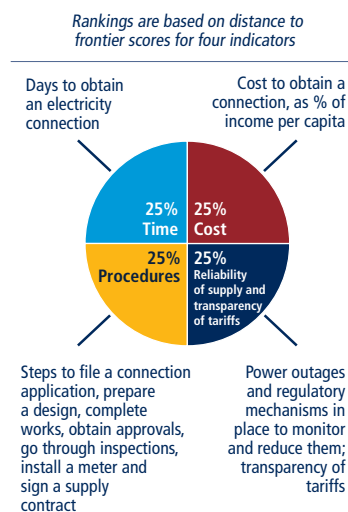 Rankings are based on distance to
frontier scores for four indicators
Days to obtain
an electricity
connection
Cost to obtain a
connection, as % of
income per capita
25%
Time
25%
Cost
25%
Procedures
25%
Reliability
of supply and
transparency
of tariffs
Steps to file a connection
application, prepare
a design, complete
works, obtain approvals,
go through inspections,
install a meter and
sign a supply
contract
Power outages
and regulatory
mechanisms in
place to monitor
and reduce them;
transparency of
tariffs